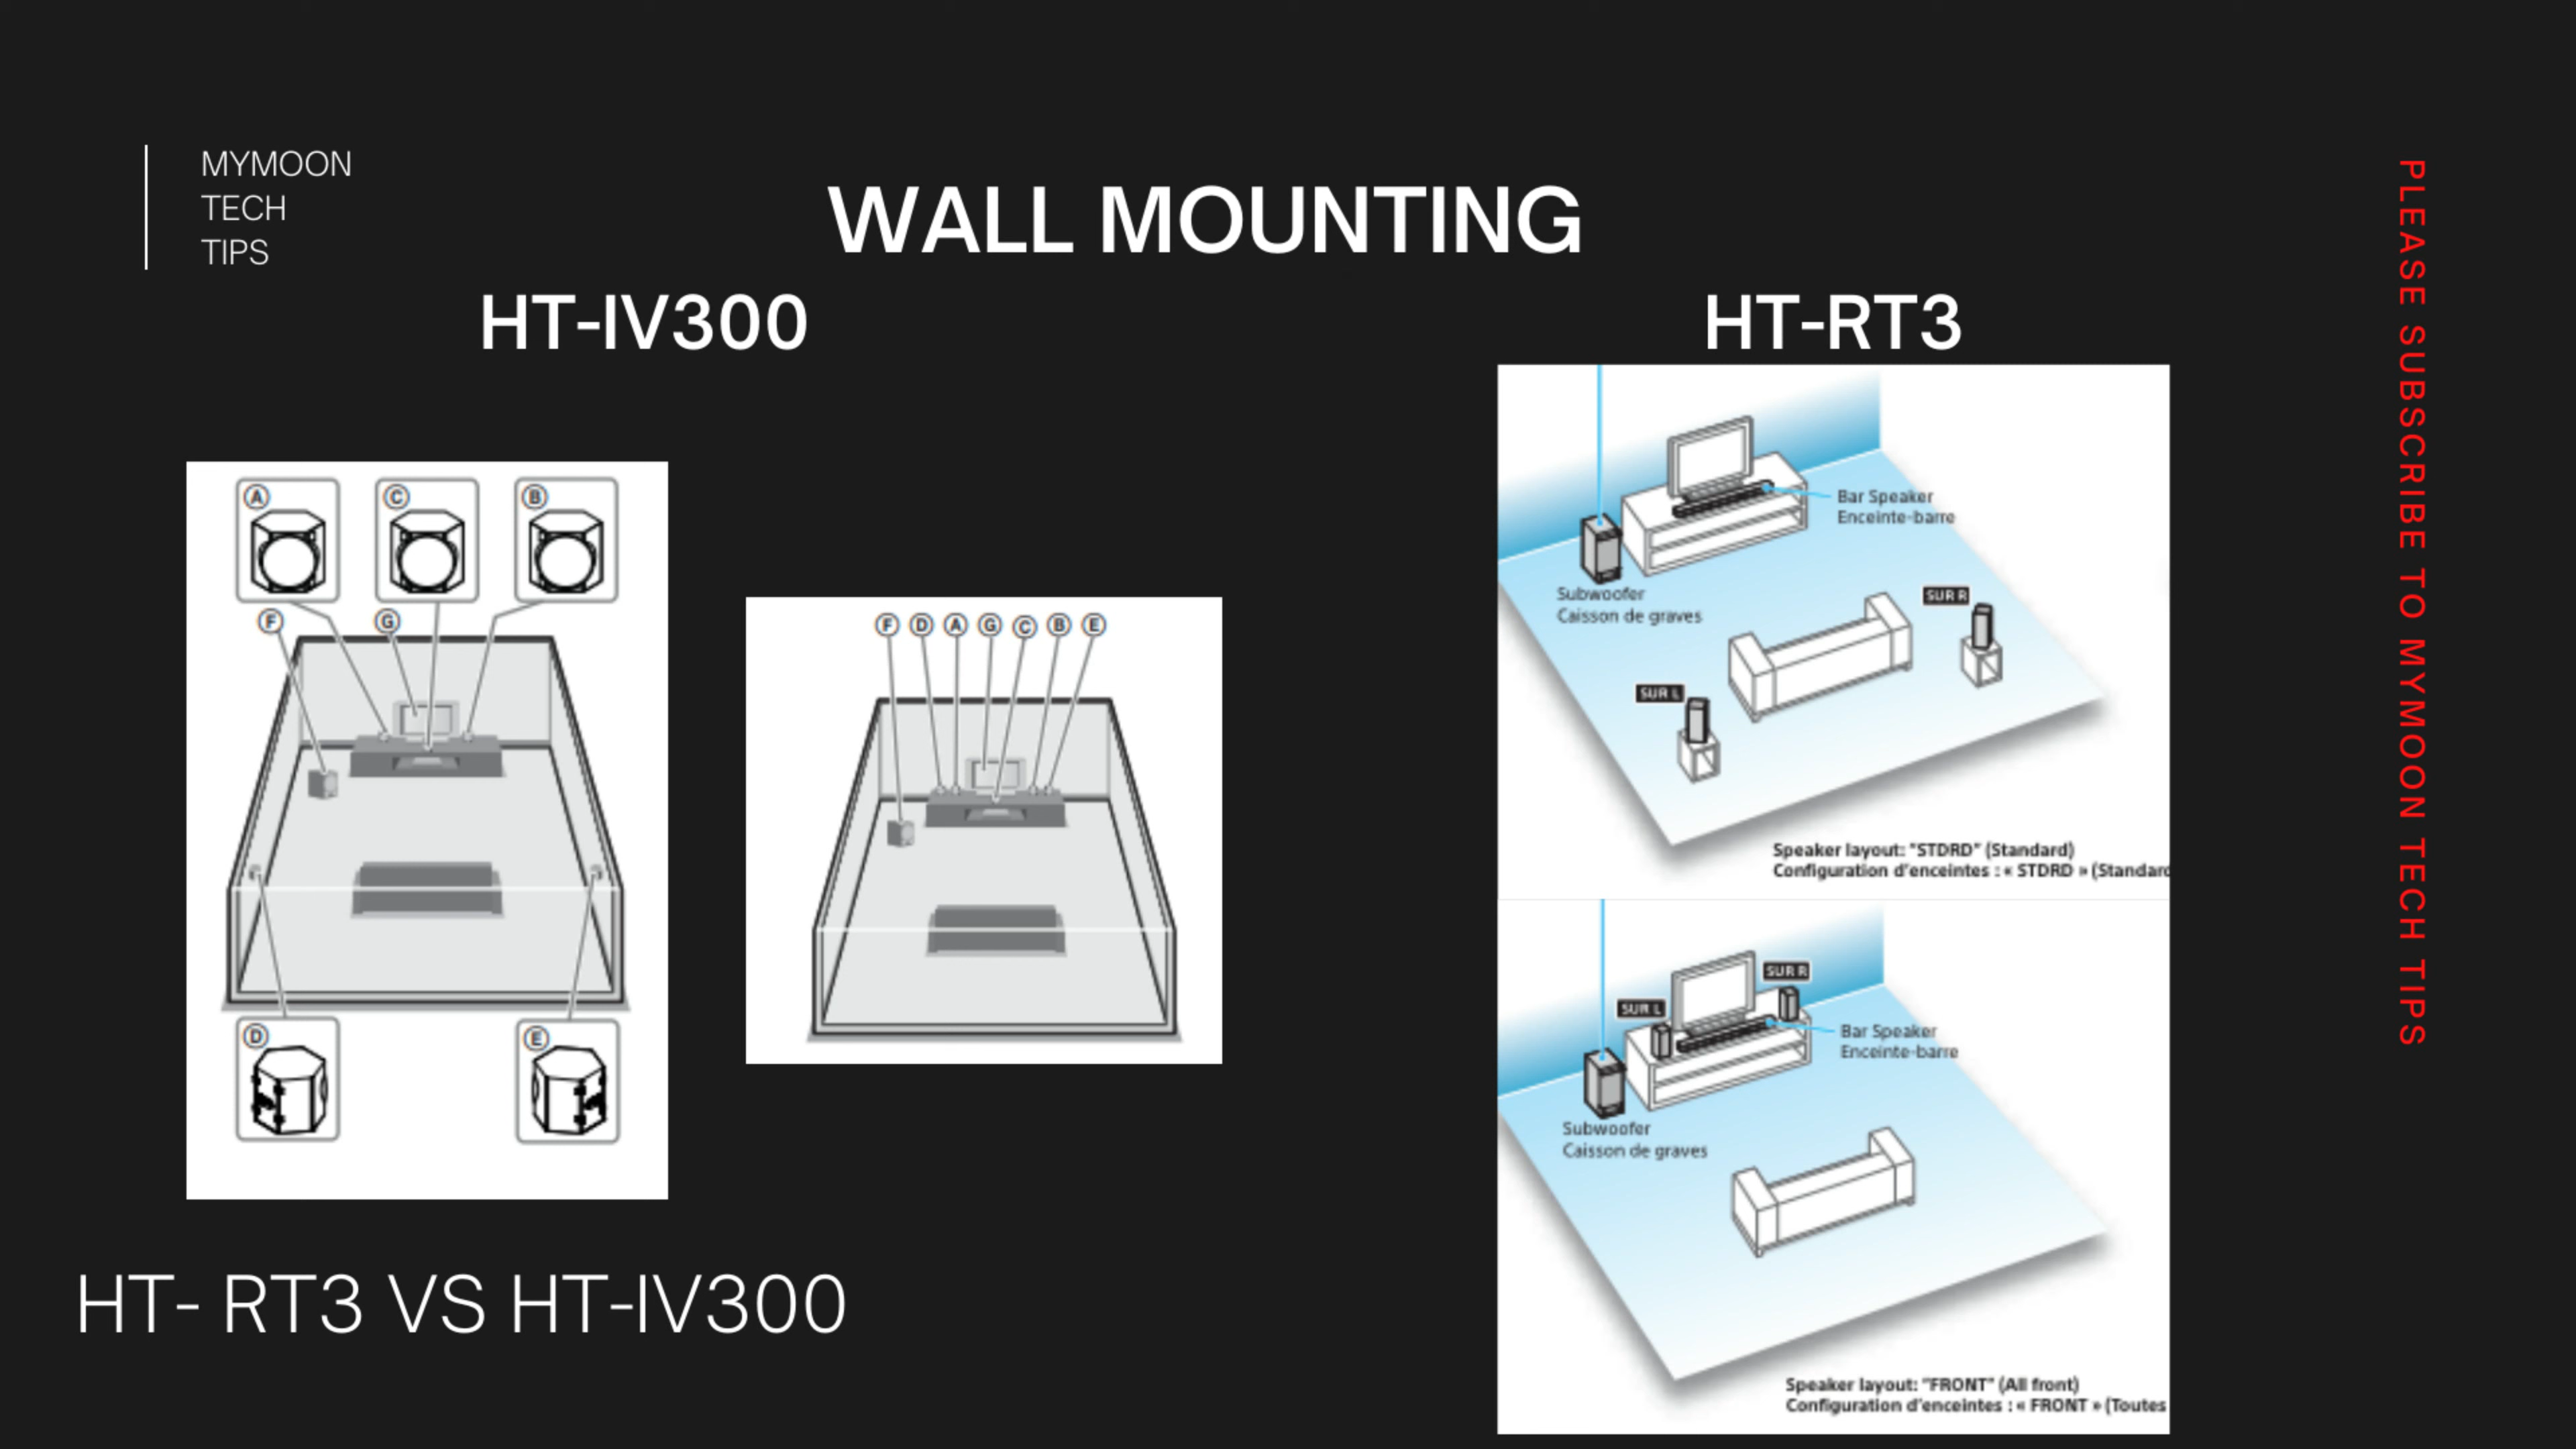 MYMOON
TECH
TIPS
WALL MOUNTING
HT-IV300
HT-RT3
A
C
B
F
G
D
E
F
D
A
G
C
B
E
Bar Speaker
Enceinte-barre
Subwoofer
Caisson de graves
SUR R
SUR L
Speaker layout: "STDRD" (Standard)
Configuration d'enceintes : « STDRD » (Standard
SUR R
SUR L
Bar Speaker
Enceinte-barre
Subwoofer
Caisson de graves
Speaker layout: "FRONT" (All front)
Configuration d'enceintes : « FRONT » (Toutes
HT- RT3 VS HT-IV300
PLEASE SUBSCRIBE TO MYMOON TECH TIPS